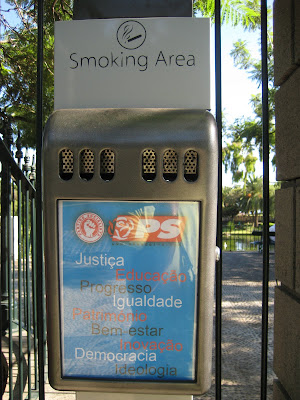 Smoking Area
PS
Justiça
Educação
Progresso
Igualdade
Património
Bem estar
Inovação
Democracia
Ideologia